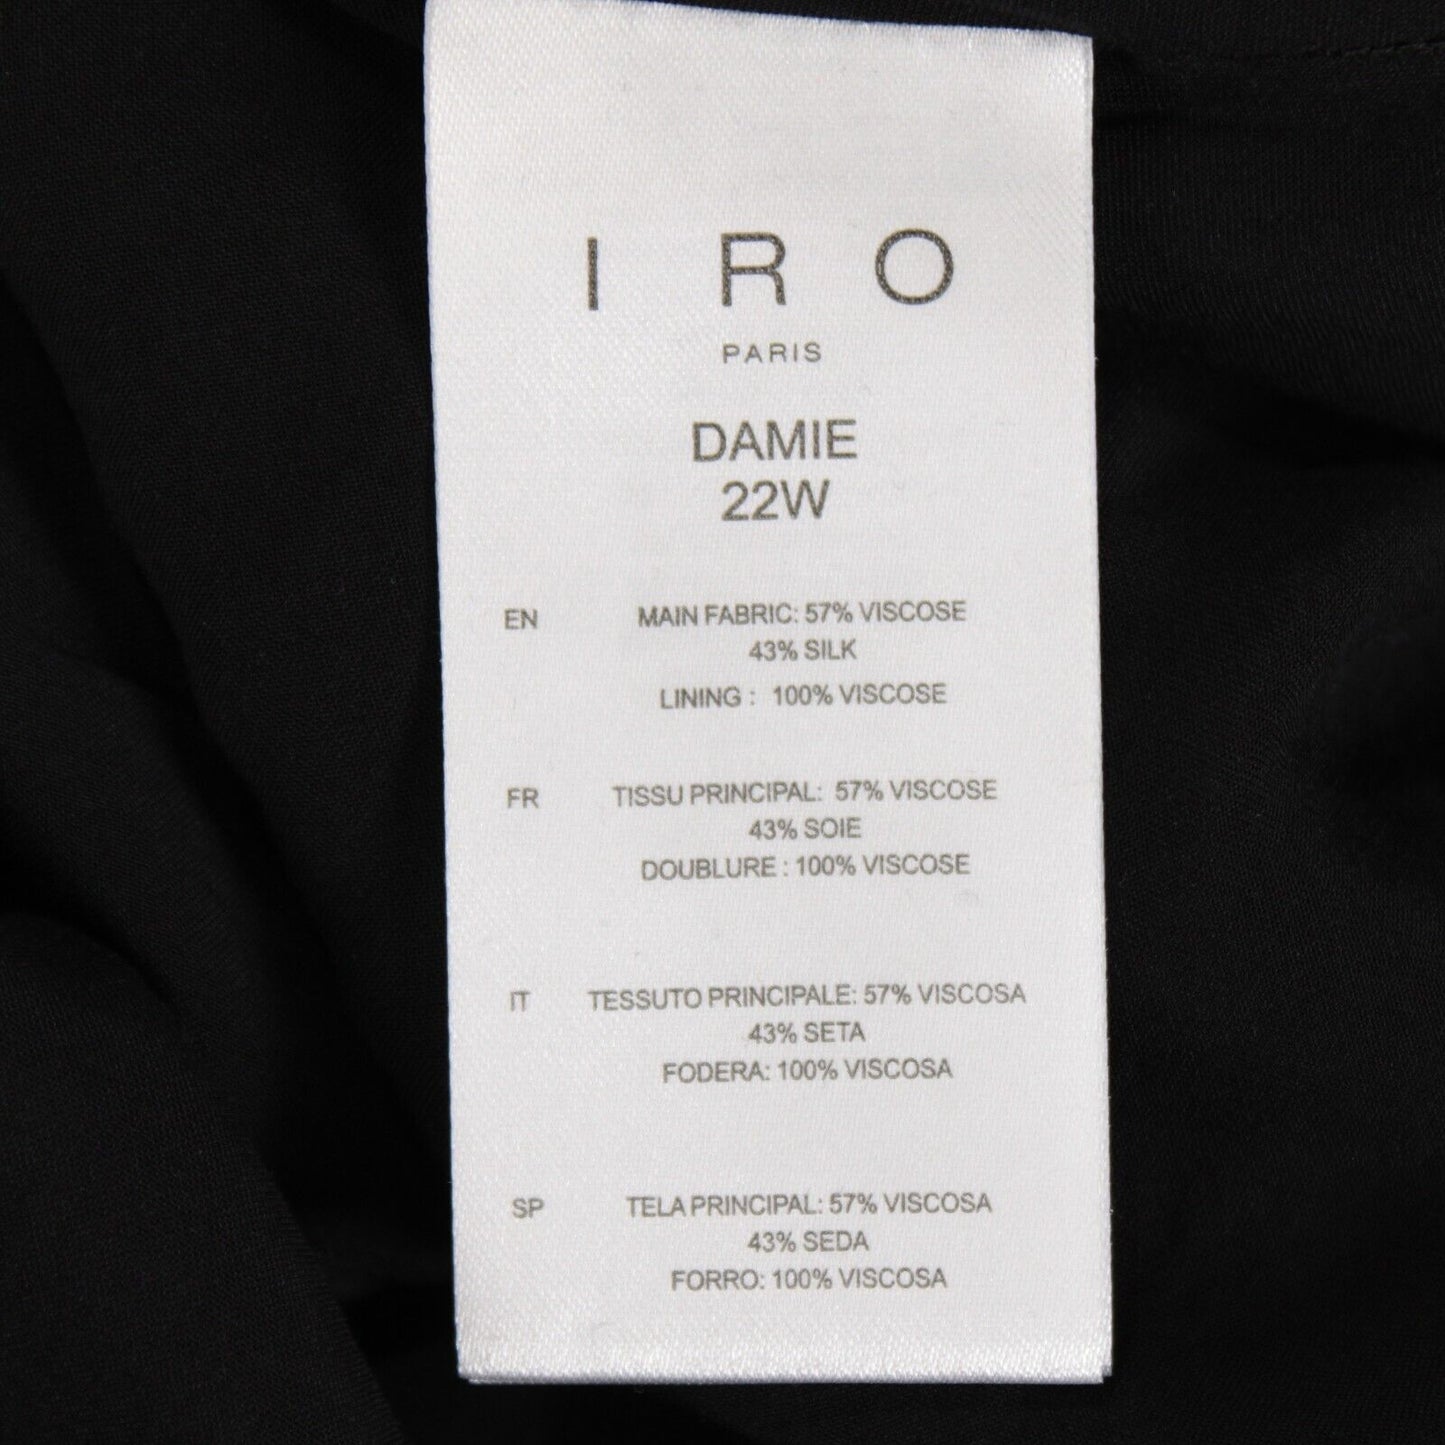 I R O
PARIS
DAMIE
22W
EN MAIN FABRIC: 57% VISCOSE
43% SILK
LINING : 100% VISCOSE
FR TISSU PRINCIPAL: 57% VISCOSE
43% SOIE
DOUBLURE : 100% VISCOSE
IT TESSUTO PRINCIPALE: 57% VISCOSA
43% SETA
FODERA: 100% VISCOSA
SP TELA PRINCIPAL: 57% VISCOSA
43% SEDA
FORRO: 100% VISCOSA